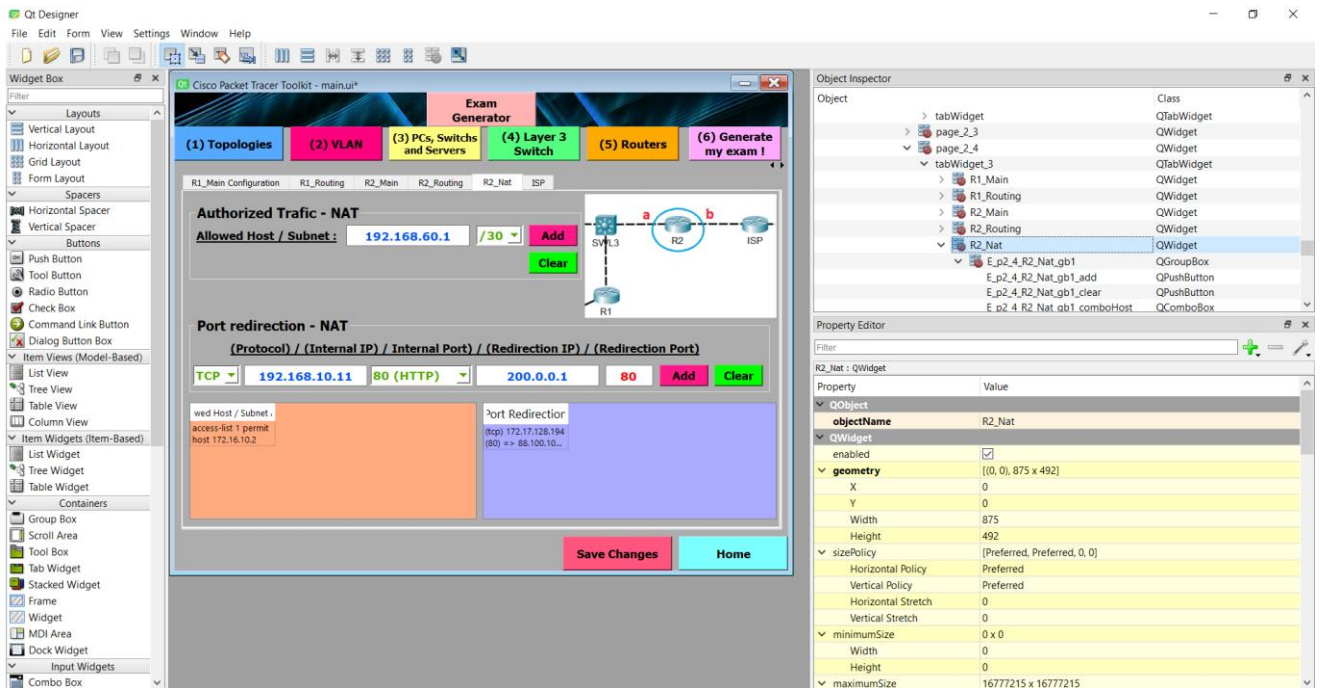 Qt Designer
File Edit Form View Settings Window Help
Widget Box
Filter
Layouts
Vertical Layout
Horizontal Layout
Grid Layout
Form Layout
Spacers
Horizontal Spacer
Vertical Spacer
Buttons
Push Button
Tool Button
Radio Button
Check Box
Command Link Button
Dialog Button Box
Item Views (Model-Based)
List View
Tree View
Table View
Column View
Item Widgets (Item-Based)
List Widget
Tree Widget
Table Widget
Containers
Group Box
Scroll Area
Tool Box
Tab Widget
Stacked Widget
Frame
Widget
MDI Area
Dock Widget
Input Widgets
Combo Box
Cisco Packet Tracer Toolkit - main.ui*
Exam
Generator
(1) Topologies
(2) VLAN
(3) PCs, Switchs
and Servers
(4) Layer 3
Switch
(5) Routers
(6) Generate
my exam !
R1_Main Configuration R1_Routing R2_Main R2_Routing R2_Nat ISP
Authorized Trafic - NAT
Allowed Host / Subnet : 192.168.60.1 /30 Add
Clear
a b
SWL3 R2 ISP
R1
Port redirection - NAT
(Protocol) / (Internal IP) / Internal Port) / (Redirection IP) / (Redirection Port)
TCP 192.168.10.11 80 (HTTP) 200.0.0.1 80 Add Clear
wed Host / Subnet
access-list 1 permit
host 172.16.10.2
Port Redirection
(tcp) 172.17.128.194
(80) => 88.100.10...
Save Changes Home
Object Inspector
Object Class
tabWidget QTabWidget
page_2_3 QWidget
page_2_4 QWidget
tabWidget_3 QTabWidget
R1_Main QWidget
R1_Routing QWidget
R2_Main QWidget
R2_Routing QWidget
R2_Nat QWidget
E_p2_4_R2_Nat_gb1 QGroupBox
E_p2_4_R2_Nat_gb1_add QPushButton
E_p2_4_R2_Nat_gb1_clear QPushButton
E_p2_4_R2_Nat_gb1_comboHost QComboBox
Property Editor
Filter
R2_Nat : QWidget
Property Value
QObject
objectName R2_Nat
QWidget
enabled
geometry [(0, 0), 875 x 492]
X 0
Y 0
Width 875
Height 492
sizePolicy [Preferred, Preferred, 0, 0]
Horizontal Policy Preferred
Vertical Policy Preferred
Horizontal Stretch 0
Vertical Stretch 0
minimumSize 0 x 0
Width 0
Height 0
maximumSize 16777215 x 16777215